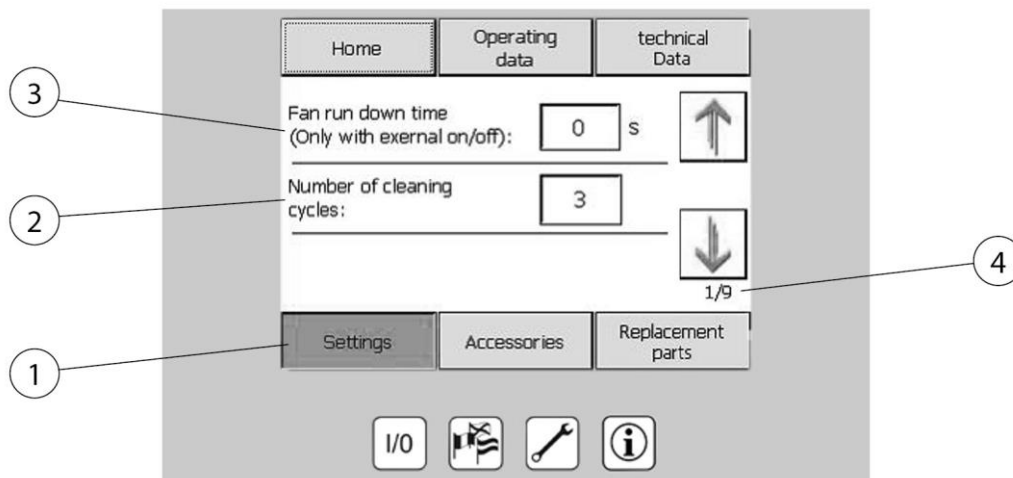 Home
Operating
data
technical
Data
3
Fan run down time
(Only with exernal on/off):
0
s
2
Number of cleaning
cycles:
3
4
1/9
1
Settings
Accessories
Replacement
parts
I/0
i